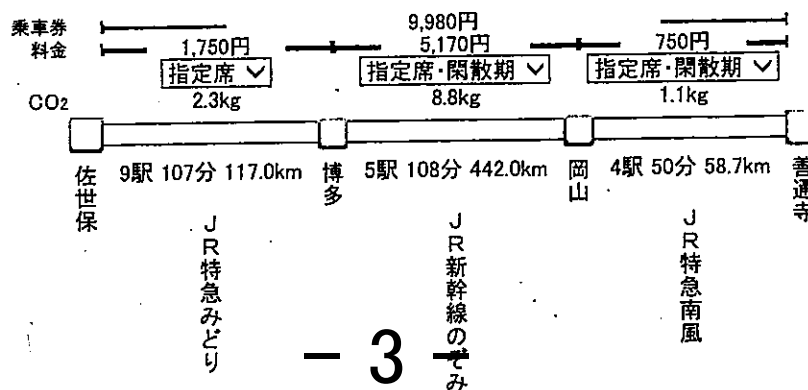 乗車券 9,980円
料金 1,750円 5,170円 750円
指定席 指定席・閑散期 指定席・閑散期
CO2 2.3kg 8.8kg 1.1kg
佐世保 9駅 107分 117.0km 博多 5駅 108分 442.0km 岡山 4駅 50分 58.7km 善通寺
JR特急みどり
JR新幹線のぞみ
JR特急南風
- 3 -